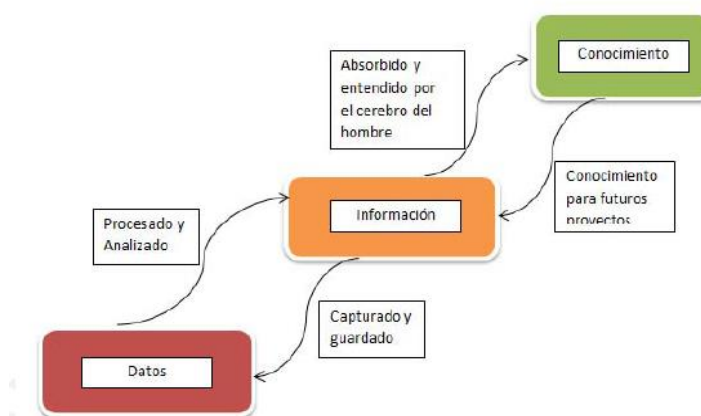 Conocimiento
Absorbido y
entendido por
el cerebro del
hombre
Conocimiento
para futuros
proyectos
Información
Procesado y
Analizado
Capturado y
guardado
Datos